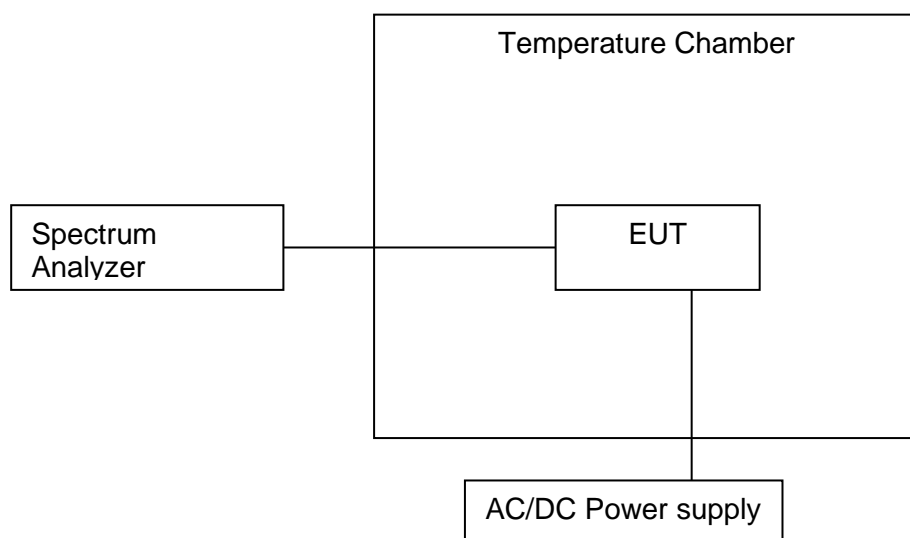 Temperature Chamber
Spectrum
Analyzer
EUT
AC/DC Power supply